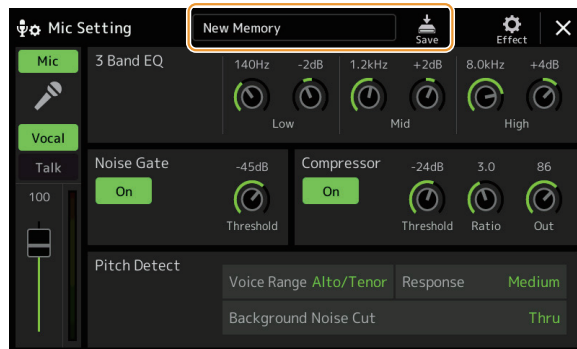 Mic Setting New Memory Save Effect
Mic 3 Band EQ 140Hz -2dB 1.2kHz +2dB 8.0kHz +4dB
Low Mid High
Vocal
Talk Noise Gate -45dB Compressor -24dB 3.0 86
100 On On
Threshold Threshold Ratio Out
Pitch Detect
Voice Range Alto/Tenor Response Medium
Background Noise Cut Thru